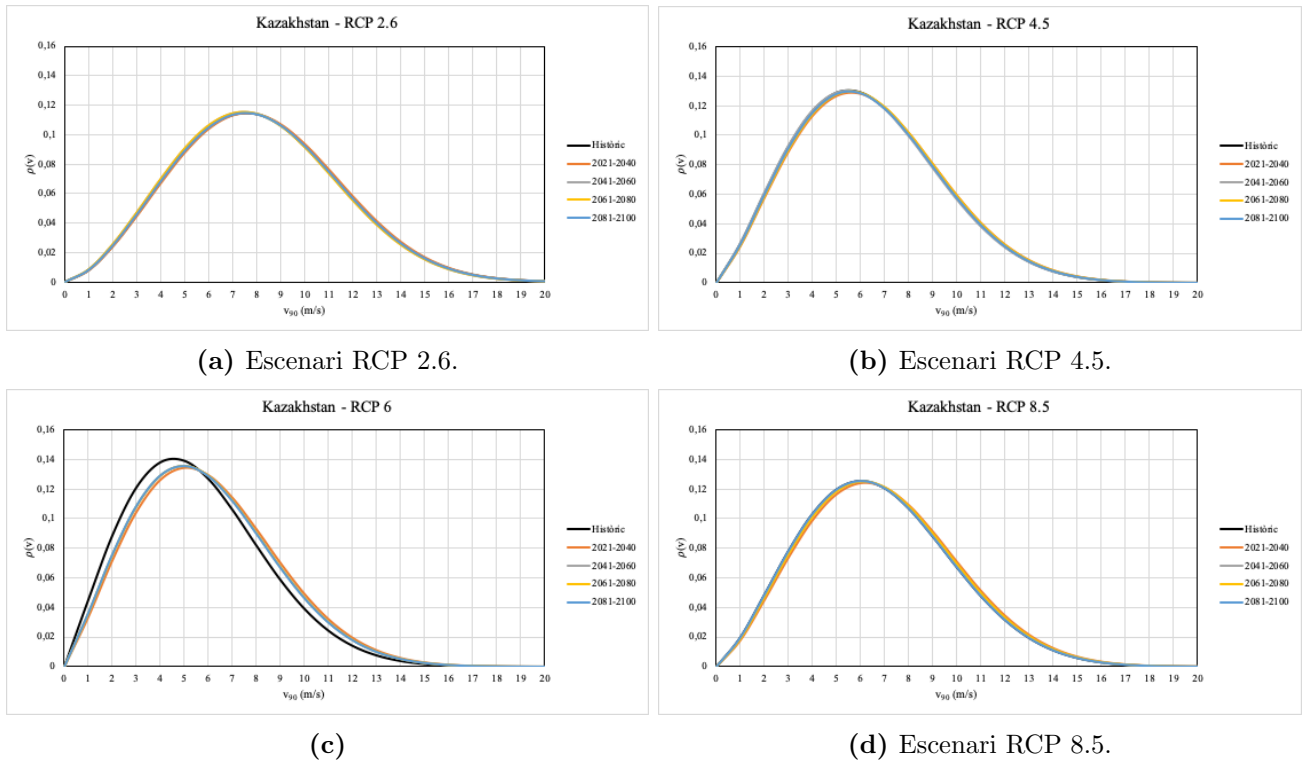 Kazakhstan - RCP 2.6
0,16
0,14
0,12
0,1
0,08
0,06
0,04
0,02
0
ρ(v)
0 1 2 3 4 5 6 7 8 9 10 11 12 13 14 15 16 17 18 19 20
v90 (m/s)
Històric
2021-2040
2041-2060
2061-2080
2081-2100
(a) Escenari RCP 2.6.
Kazakhstan - RCP 4.5
0,16
0,14
0,12
0,1
0,08
0,06
0,04
0,02
0
ρ(v)
0 1 2 3 4 5 6 7 8 9 10 11 12 13 14 15 16 17 18 19 20
v90 (m/s)
Històric
2021-2040
2041-2060
2061-2080
2081-2100
(b) Escenari RCP 4.5.
Kazakhstan - RCP 6
0,16
0,14
0,12
0,1
0,08
0,06
0,04
0,02
0
ρ(v)
0 1 2 3 4 5 6 7 8 9 10 11 12 13 14 15 16 17 18 19 20
v90 (m/s)
Històric
2021-2040
2041-2060
2061-2080
2081-2100
(c)
Kazakhstan - RCP 8.5
0,16
0,14
0,12
0,1
0,08
0,06
0,04
0,02
0
ρ(v)
0 1 2 3 4 5 6 7 8 9 10 11 12 13 14 15 16 17 18 19 20
v90 (m/s)
Històric
2021-2040
2041-2060
2061-2080
2081-2100
(d) Escenari RCP 8.5.